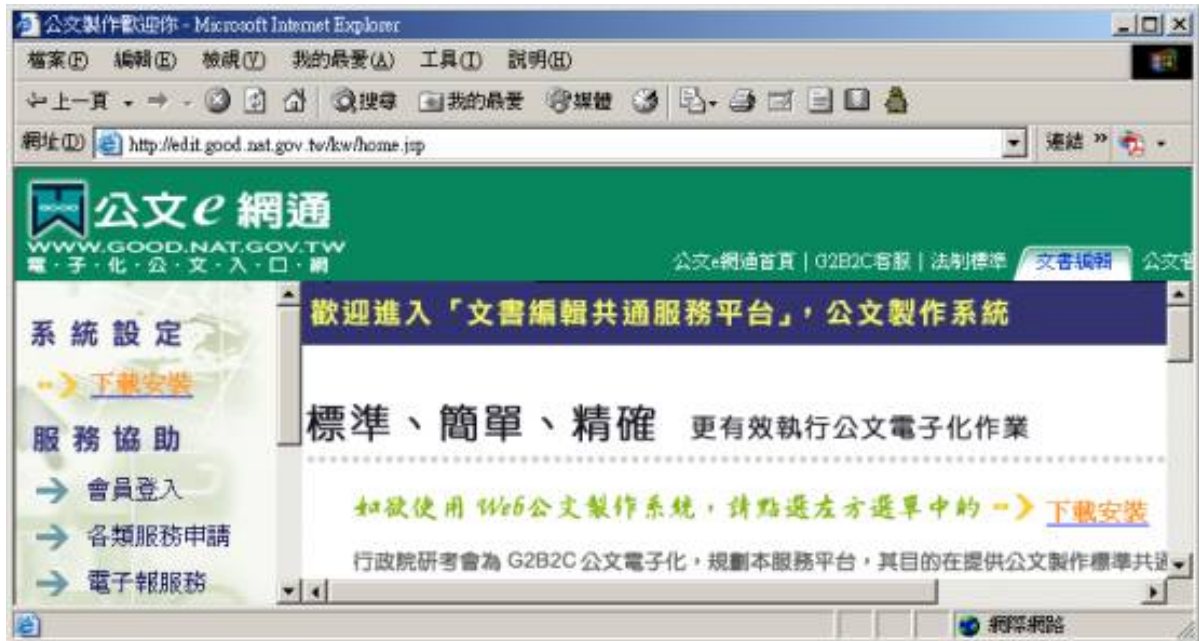 公文製作歡迎你 - Microsoft Internet Explorer
檔案(F) 編輯(E) 檢視(V) 我的最愛(A) 工具(T) 說明(H)
上一頁 搜尋 我的最愛 媒體
網址(D) http://edit.good.nat.gov.tw/kw/home.jsp 連結 »
公文e網通
WWW.GOOD.NAT.GOV.TW
電‧子‧化‧公‧文‧入‧口‧網
公文e網通首頁 | G2B2C客服 | 法制標準 文書編輯 公文
系統設定
下載安裝
服務協助
會員登入
各類服務申請
電子報服務
歡迎進入「文書編輯共通服務平台」，公文製作系統
標準、簡單、精確 更有效執行公文電子化作業
如欲使用 Web公文製作系統，請點選左方選單中的 下載安裝
行政院研考會為 G2B2C 公文電子化，規劃本服務平台，其目的在提供公文製作標準共通
網際網路